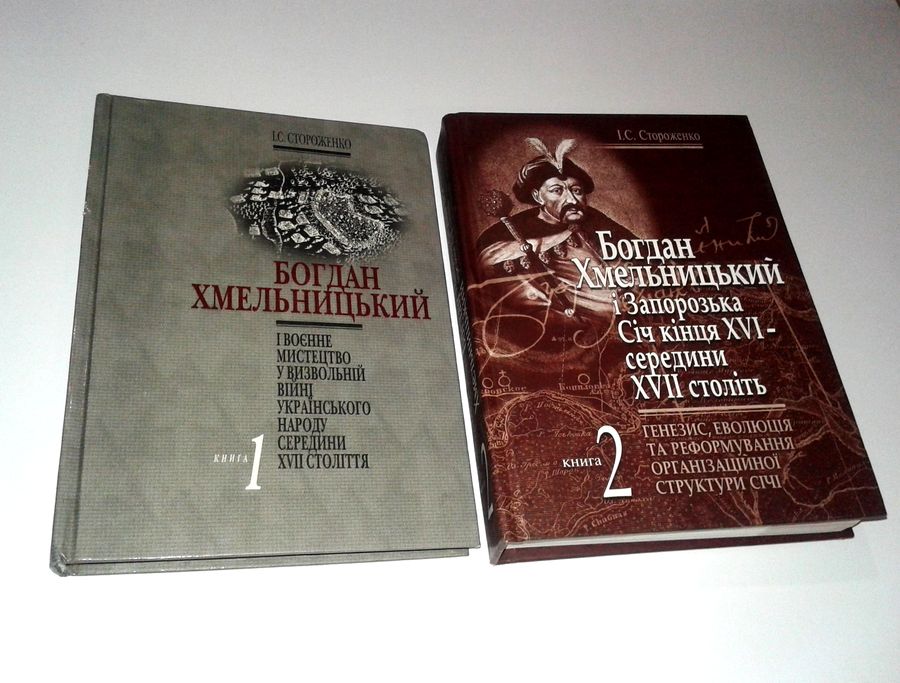 І.С. СТОРОЖЕНКО
БОГДАН
ХМЕЛЬНИЦЬКИЙ
І ВОЄННЕ
МИСТЕЦТВО
У ВИЗВОЛЬНІЙ
ВІЙНІ
УКРАЇНСЬКОГО
НАРОДУ
СЕРЕДИНИ
XVII СТОЛІТТЯ
КНИГА 1
І.С. Стороженко
Богдан
Хмельницький
і Запорозька
Січ кінця XVI –
середини
XVII століть
ГЕНЕЗИС, ЕВОЛЮЦІЯ
ТА РЕФОРМУВАННЯ
ОРГАНІЗАЦІЙНОЇ
СТРУКТУРИ СІЧІ
книга 2